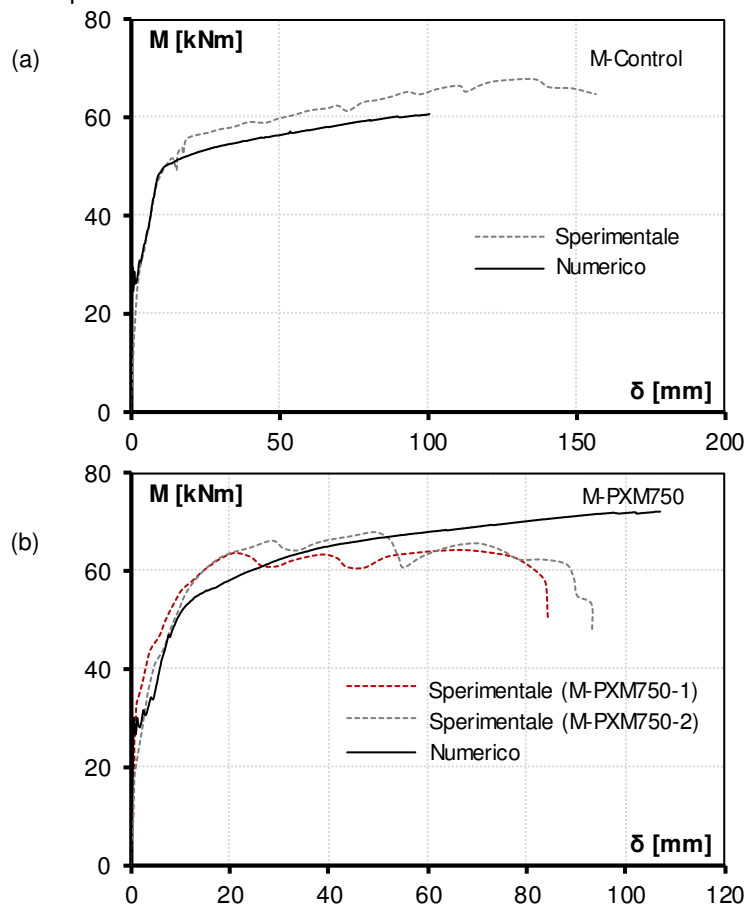 M [kNm]
(a)
M-Control
80
60
40
20
0
Sperimentale
Numerico
δ [mm]
0 50 100 150 200
M [kNm]
(b)
M-PXM750
80
60
40
20
0
Sperimentale (M-PXM750-1)
Sperimentale (M-PXM750-2)
Numerico
δ [mm]
0 20 40 60 80 100 120